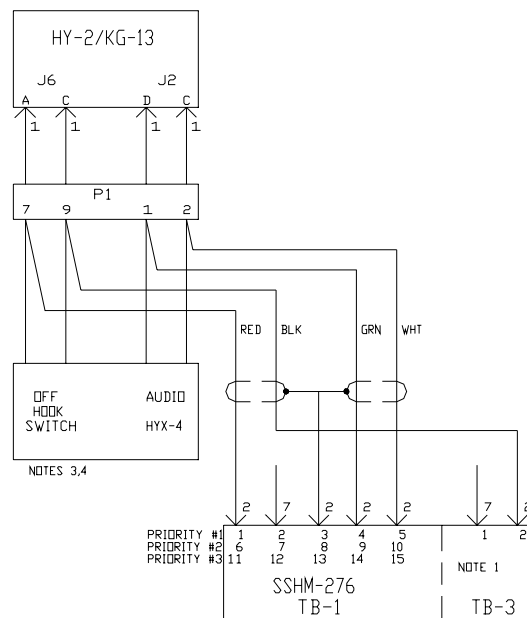 HY-2/KG-13
J6 J2
A C D C
1 1 1 1
P1
7 9 1 2
RED BLK GRN WHT
OFF HOOK SWITCH
AUDIO
HYX-4
NOTES 3,4
2 7 2 2 2 7 2
PRIORITY #1 1 2 3 4 5 1 2
PRIORITY #2 6 7 8 9 10
PRIORITY #3 11 12 13 14 15
NOTE 1
SSHM-276
TB-1 TB-3